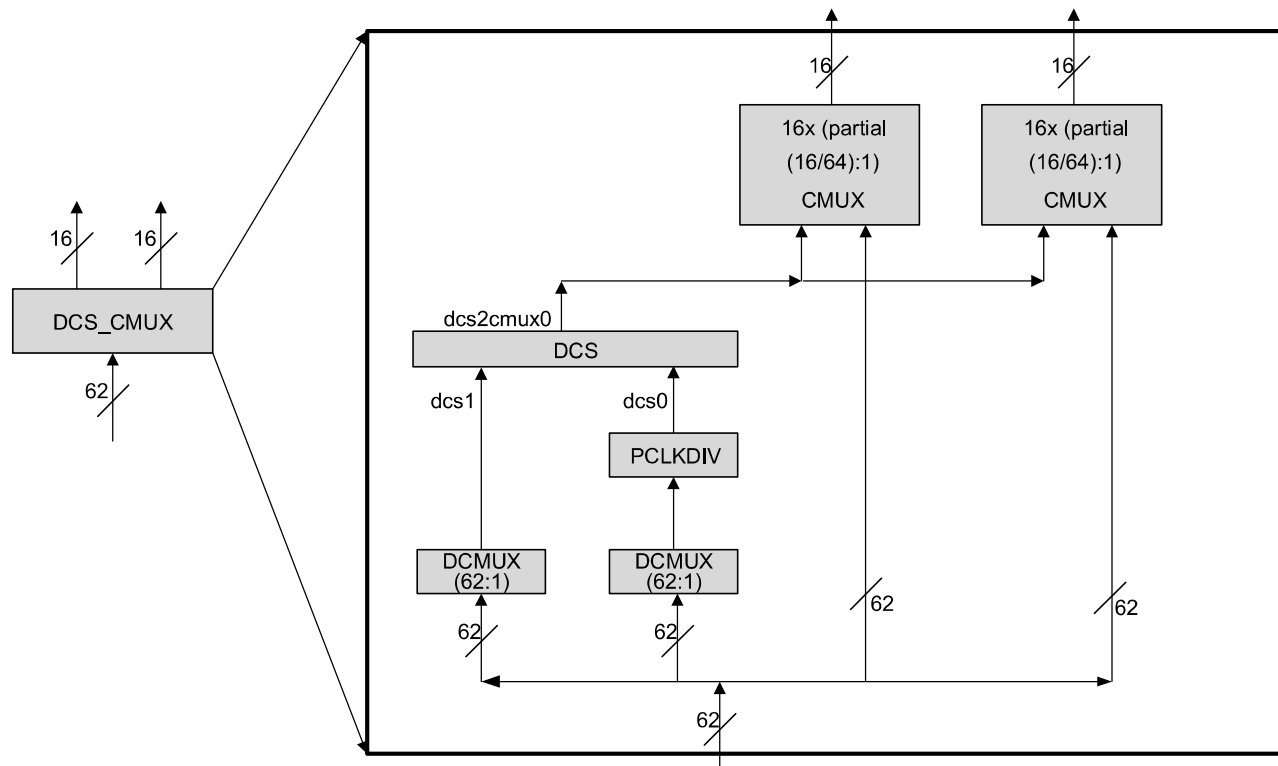 16
16
16x (partial
(16/64):1)
CMUX
16x (partial
(16/64):1)
CMUX
16
16
DCS_CMUX
62
dcs2cmux0
DCS
dcs1
dcs0
PCLKDIV
DCMUX
(62:1)
DCMUX
(62:1)
62
62
62
62
62